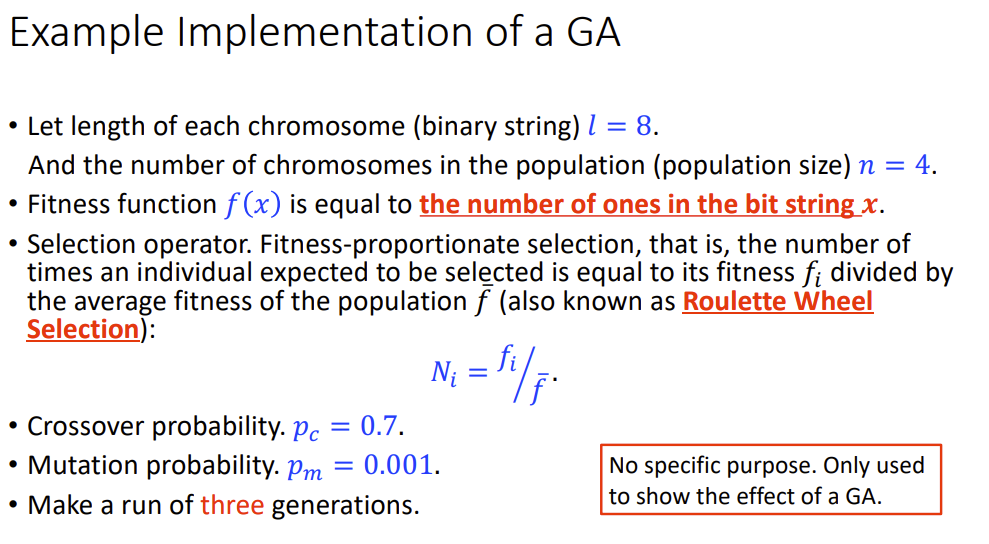 Example Implementation of a GA
• Let length of each chromosome (binary string) l = 8.
And the number of chromosomes in the population (population size) n = 4.
• Fitness function f(x) is equal to the number of ones in the bit string x.
• Selection operator. Fitness-proportionate selection, that is, the number of
times an individual expected to be selected is equal to its fitness fᵢ divided by
the average fitness of the population f̄ (also known as Roulette Wheel
Selection):
Nᵢ = fᵢ/f̄.
• Crossover probability. p_c = 0.7.
• Mutation probability. p_m = 0.001.
• Make a run of three generations.
No specific purpose. Only used
to show the effect of a GA.